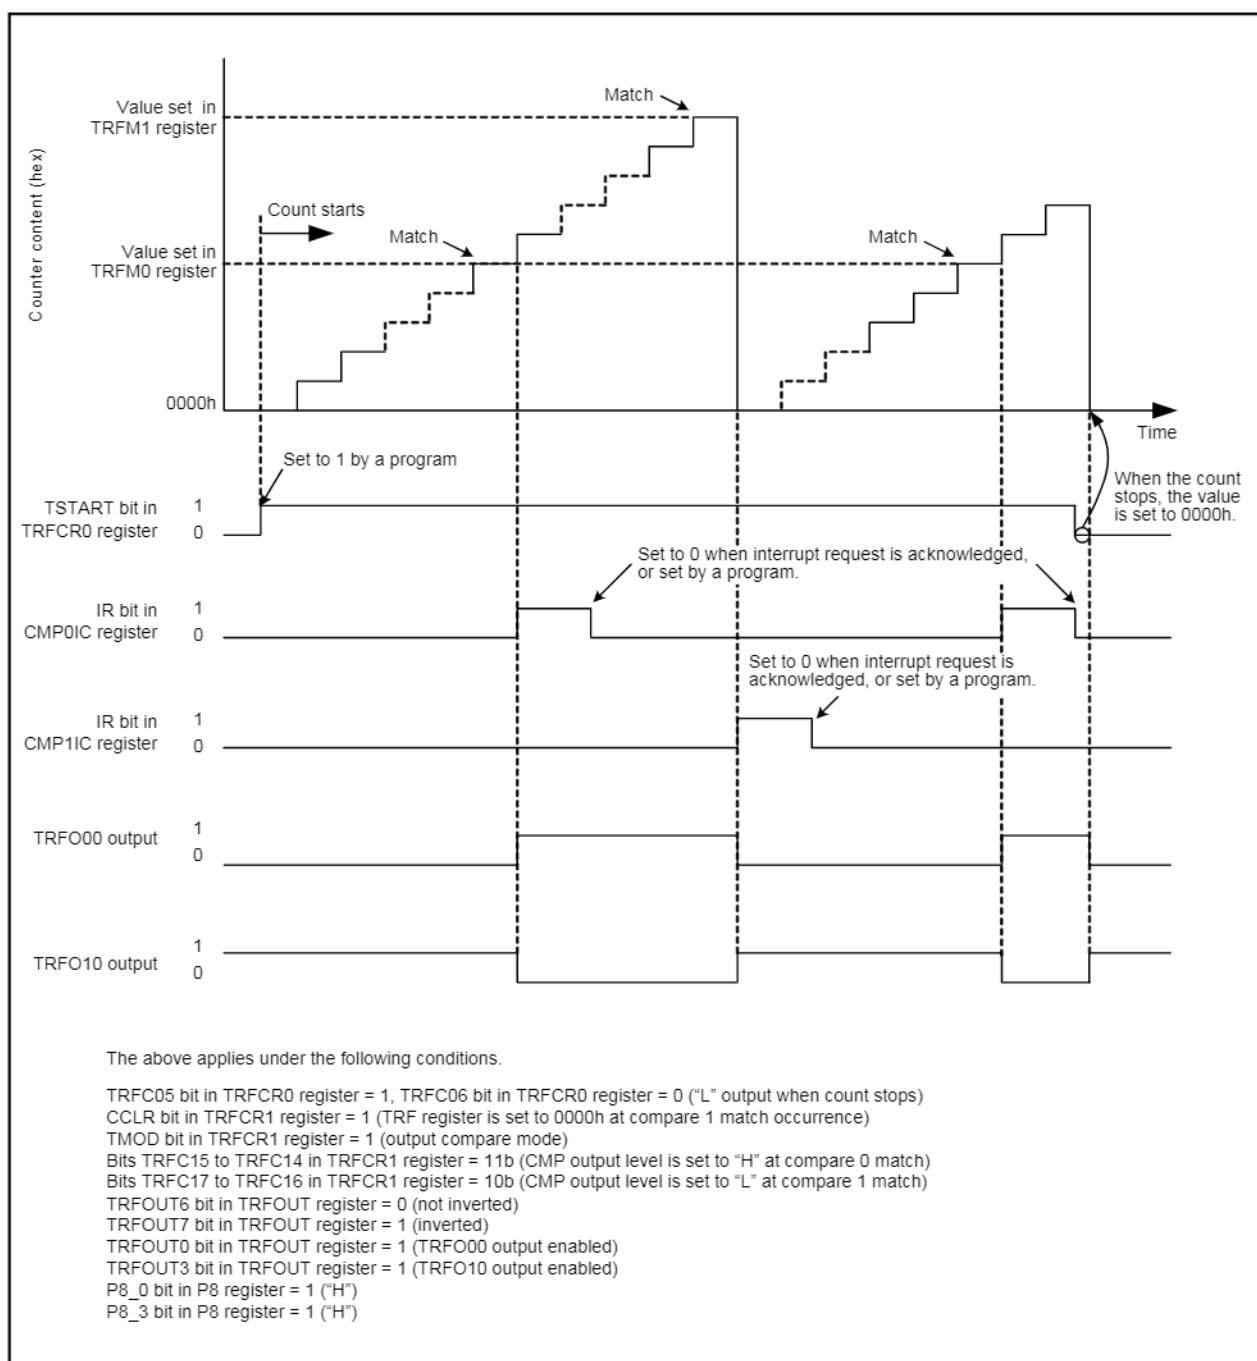 Match
Value set in
TRFM1 register
Counter content (hex)
Count starts
Match
Match
Value set in
TRFM0 register
0000h
Time
Set to 1 by a program
When the count
stops, the value
is set to 0000h.
TSTART bit in
TRFCR0 register
1
0
Set to 0 when interrupt request is acknowledged,
or set by a program.
IR bit in
CMP0IC register
1
0
Set to 0 when interrupt request is
acknowledged, or set by a program.
IR bit in
CMP1IC register
1
0
TRFO00 output
1
0
TRFO10 output
1
0
The above applies under the following conditions.
TRFC05 bit in TRFCR0 register = 1, TRFC06 bit in TRFCR0 register = 0 (“L” output when count stops)
CCLR bit in TRFCR1 register = 1 (TRF register is set to 0000h at compare 1 match occurrence)
TMOD bit in TRFCR1 register = 1 (output compare mode)
Bits TRFC15 to TRFC14 in TRFCR1 register = 11b (CMP output level is set to “H” at compare 0 match)
Bits TRFC17 to TRFC16 in TRFCR1 register = 10b (CMP output level is set to “L” at compare 1 match)
TRFOUT6 bit in TRFOUT register = 0 (not inverted)
TRFOUT7 bit in TRFOUT register = 1 (inverted)
TRFOUT0 bit in TRFOUT register = 1 (TRFO00 output enabled)
TRFOUT3 bit in TRFOUT register = 1 (TRFO10 output enabled)
P8_0 bit in P8 register = 1 (“H”)
P8_3 bit in P8 register = 1 (“H”)